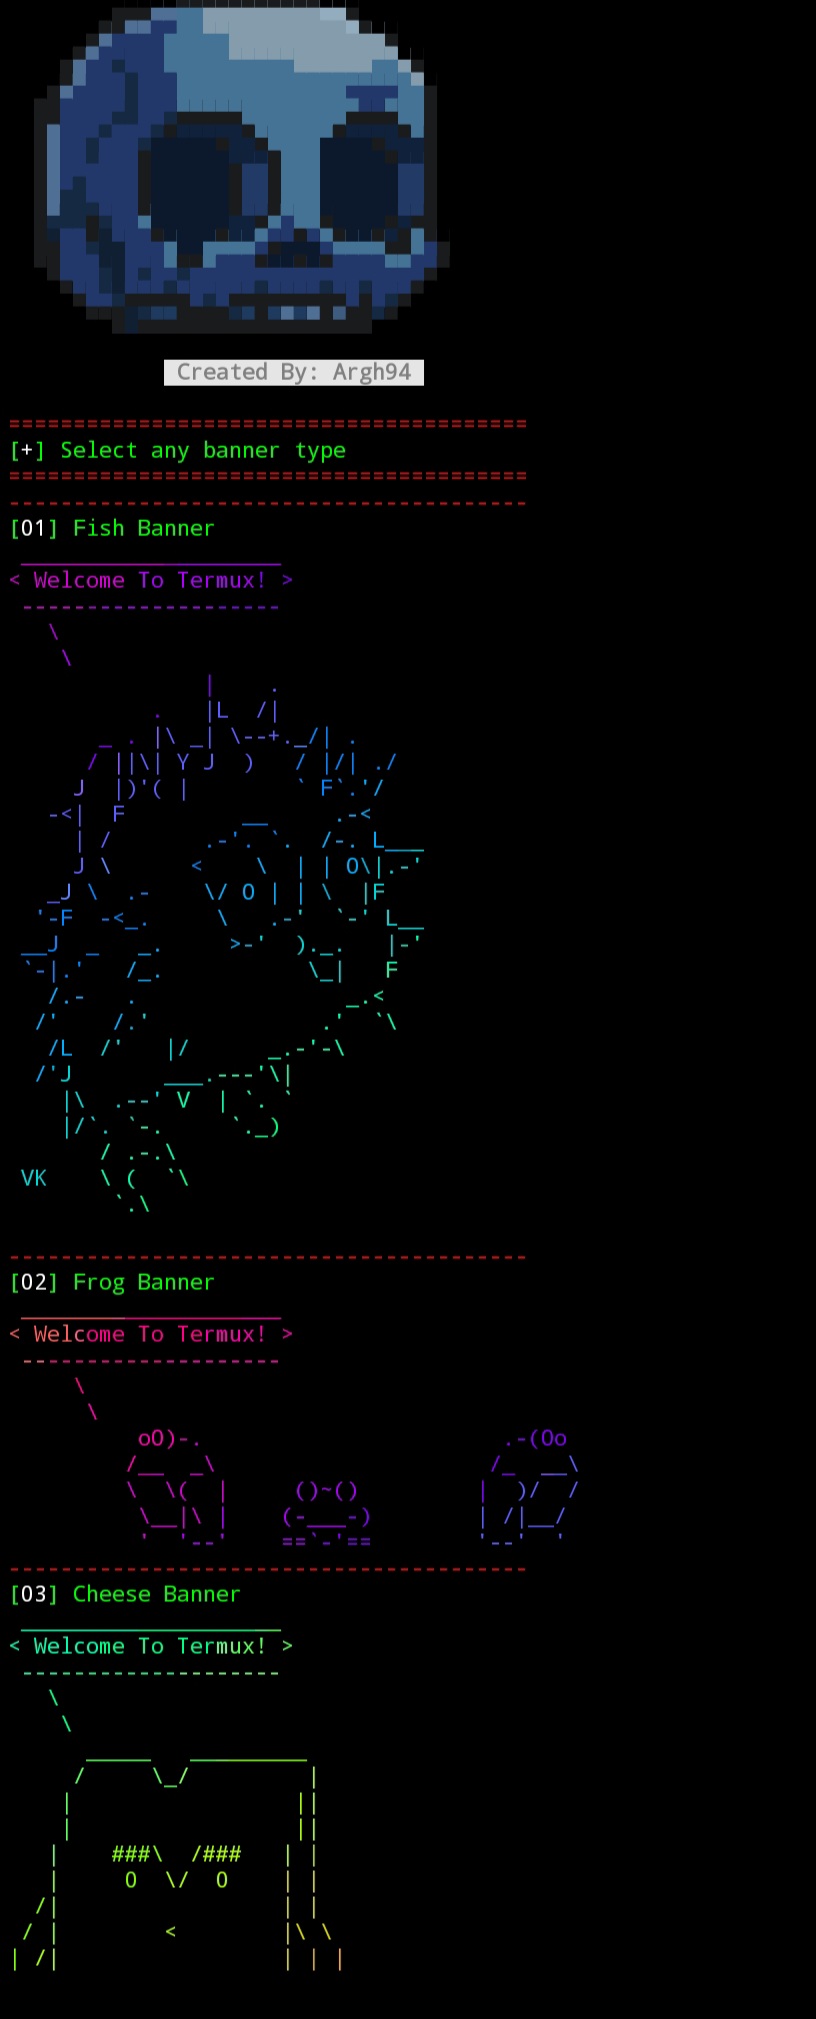 Created By: Argh94
========================================
[+] Select any banner type
========================================
----------------------------------------
[01] Fish Banner
< Welcome To Termux! >
--------------------
VK
----------------------------------------
[02] Frog Banner
< Welcome To Termux! >
--------------------
----------------------------------------
[03] Cheese Banner
< Welcome To Termux! >
--------------------